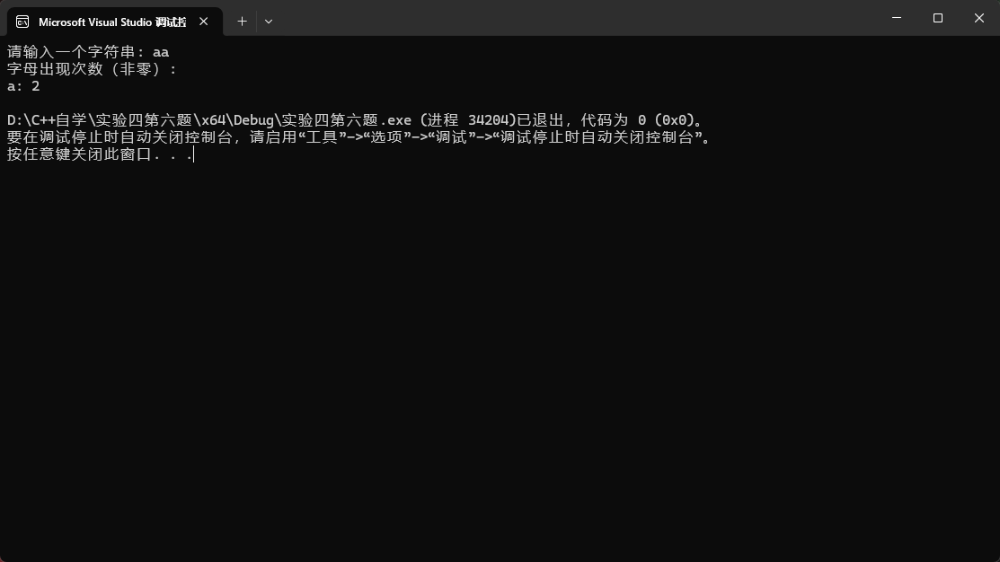 Microsoft Visual Studio 调试控
请输入一个字符串: aa
字母出现次数（非零）:
a: 2
D:\C++自学\实验四第六题\x64\Debug\实验四第六题.exe (进程 34204)已退出，代码为 0 (0x0)。
要在调试停止时自动关闭控制台，请启用“工具”->“选项”->“调试”->“调试停止时自动关闭控制台”。
按任意键关闭此窗口. . .